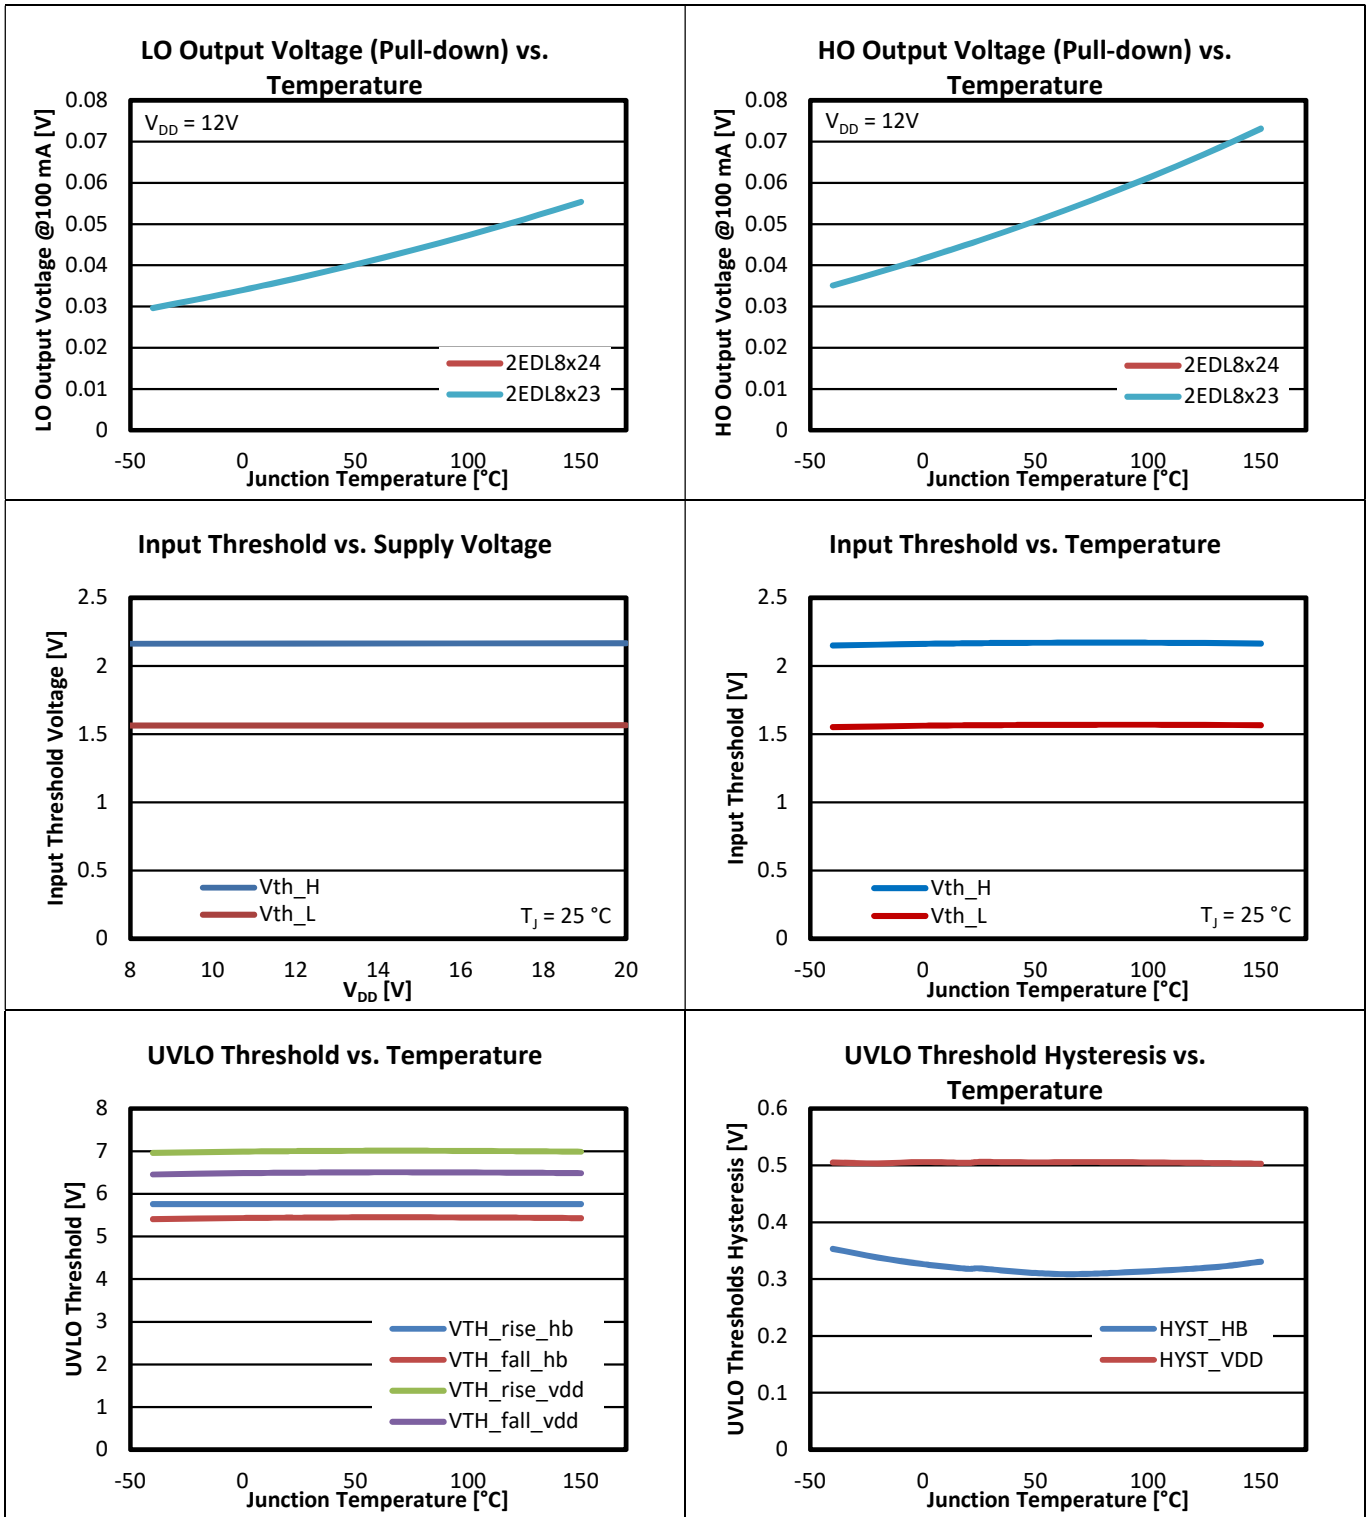 LO Output Voltage (Pull-down) vs.
Temperature
LO Output Votlage @100 mA [V]
0.08
0.07
0.06
0.05
0.04
0.03
0.02
0.01
0
V_DD = 12V
2EDL8x24
2EDL8x23
-50 0 50 100 150
Junction Temperature [°C]
HO Output Voltage (Pull-down) vs.
Temperature
HO Output Votlage @100 mA [V]
0.08
0.07
0.06
0.05
0.04
0.03
0.02
0.01
0
V_DD = 12V
2EDL8x24
2EDL8x23
-50 0 50 100 150
Junction Temperature [°C]
Input Threshold vs. Supply Voltage
Input Threshold Voltage [V]
2.5
2
1.5
1
0.5
0
Vth_H
Vth_L
T_J = 25 °C
8 10 12 14 16 18 20
V_DD [V]
Input Threshold vs. Temperature
Input Threshold [V]
2.5
2
1.5
1
0.5
0
Vth_H
Vth_L
T_J = 25 °C
-50 0 50 100 150
Junction Temperature [°C]
UVLO Threshold vs. Temperature
UVLO Threshold [V]
8
7
6
5
4
3
2
1
0
VTH_rise_hb
VTH_fall_hb
VTH_rise_vdd
VTH_fall_vdd
-50 0 50 100 150
Junction Temperature [°C]
UVLO Threshold Hysteresis vs.
Temperature
UVLO Thresholds Hysteresis [V]
0.6
0.5
0.4
0.3
0.2
0.1
0
HYST_HB
HYST_VDD
-50 0 50 100 150
Junction Temperature [°C]